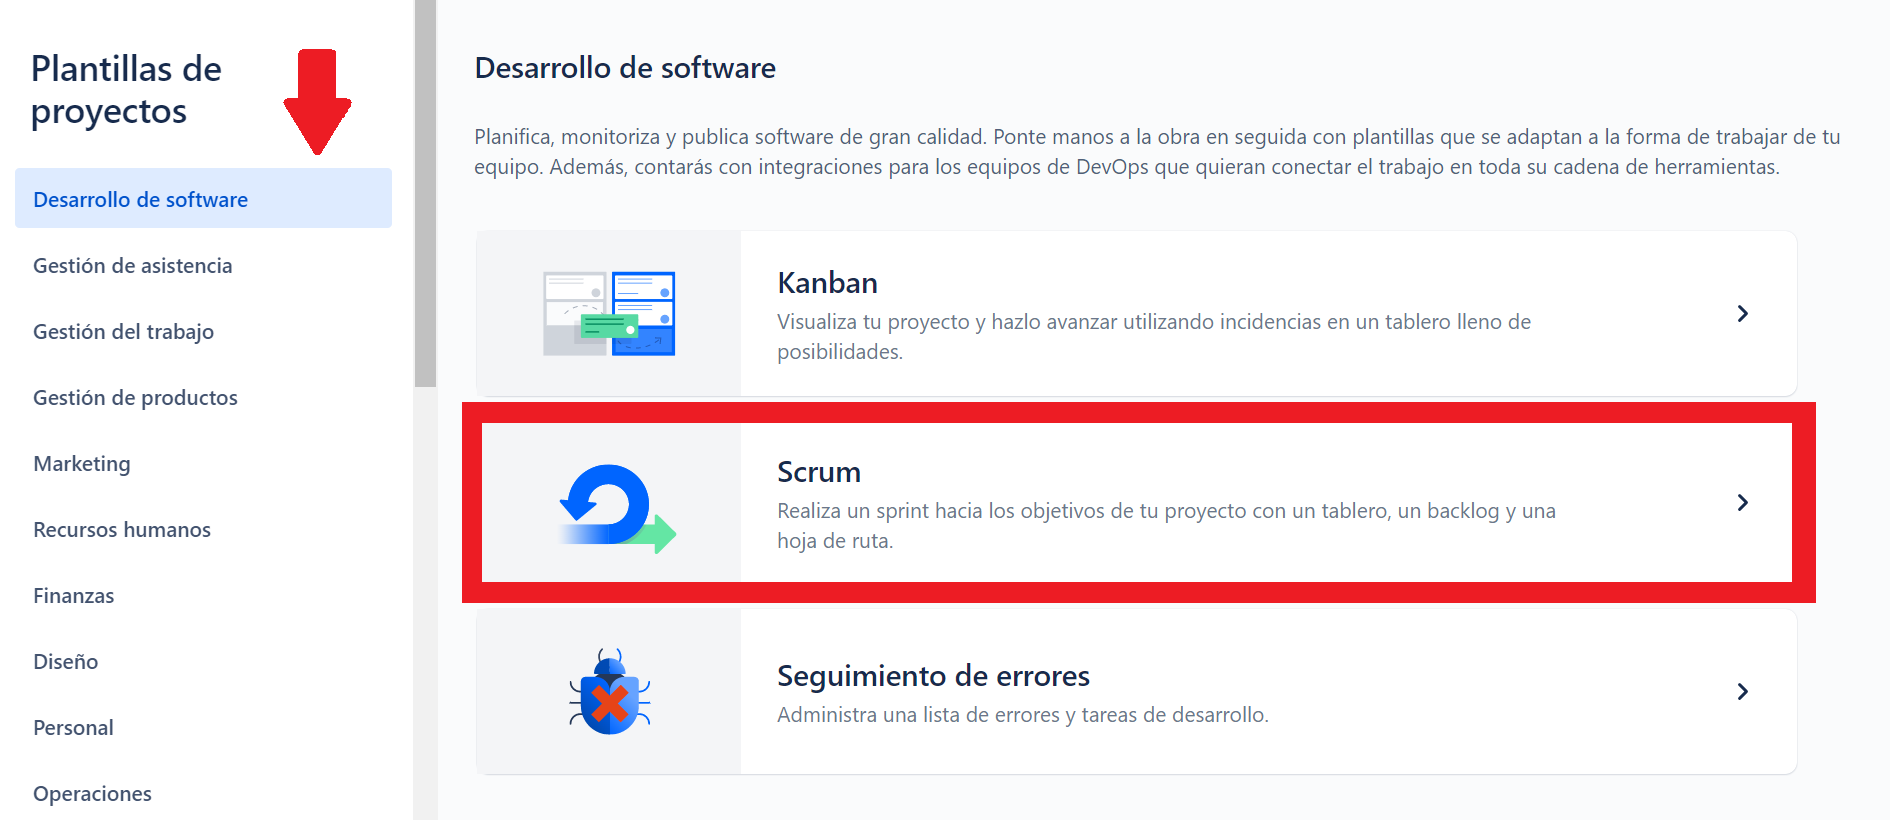 Plantillas de
proyectos
Desarrollo de software
Gestión de asistencia
Gestión del trabajo
Gestión de productos
Marketing
Recursos humanos
Finanzas
Diseño
Personal
Operaciones
Desarrollo de software
Planifica, monitoriza y publica software de gran calidad. Ponte manos a la obra en seguida con plantillas que se adaptan a la forma de trabajar de tu
equipo. Además, contarás con integraciones para los equipos de DevOps que quieran conectar el trabajo en toda su cadena de herramientas.
Kanban
Visualiza tu proyecto y hazlo avanzar utilizando incidencias en un tablero lleno de
posibilidades.
Scrum
Realiza un sprint hacia los objetivos de tu proyecto con un tablero, un backlog y una
hoja de ruta.
Seguimiento de errores
Administra una lista de errores y tareas de desarrollo.